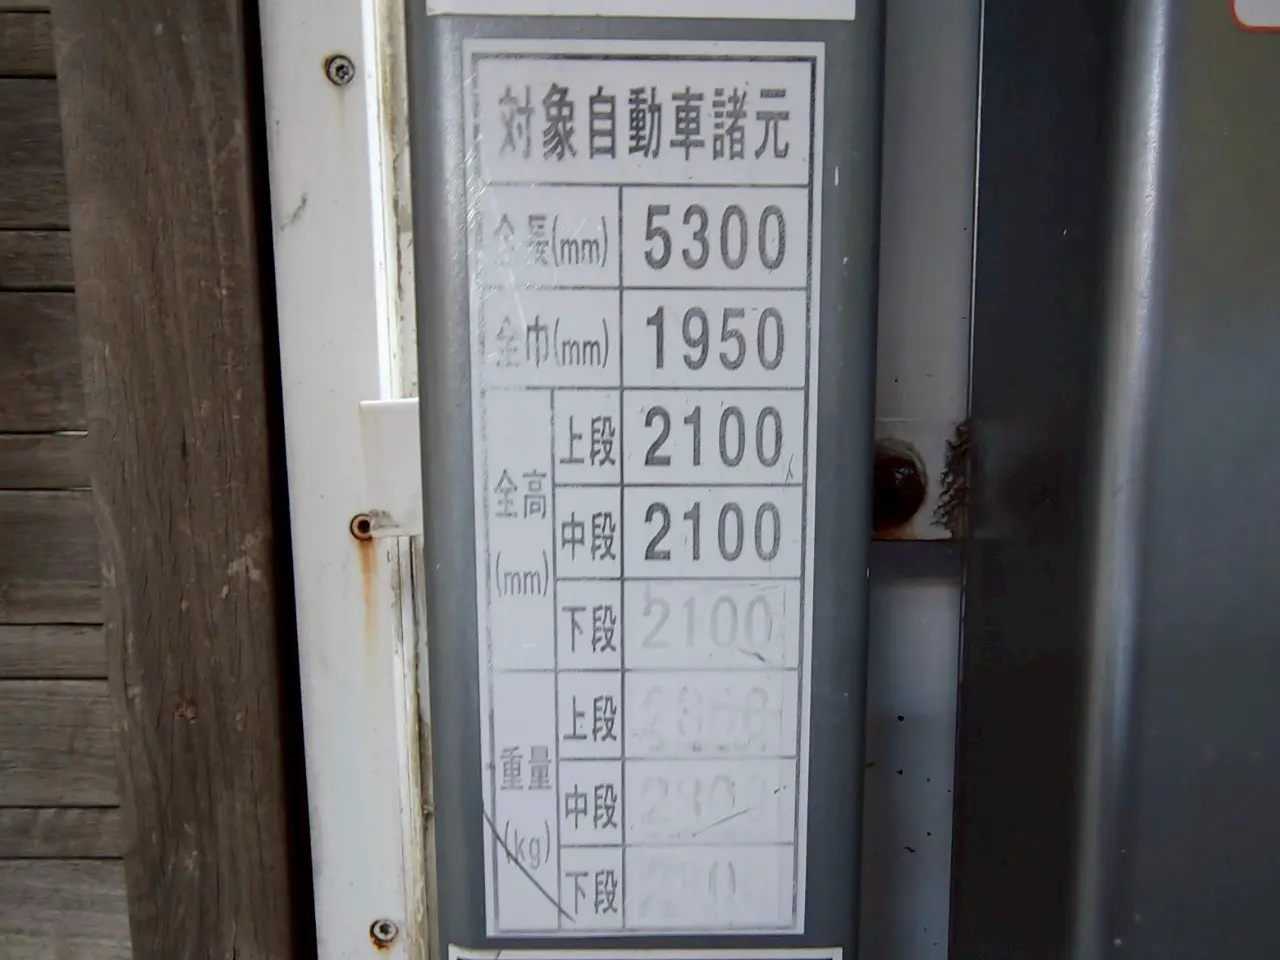 対象自動車諸元
全長(mm) 5300
全巾(mm) 1950
全高(mm) 上段 2100
中段 2100
下段 2100
重量(kg) 上段
中段
下段